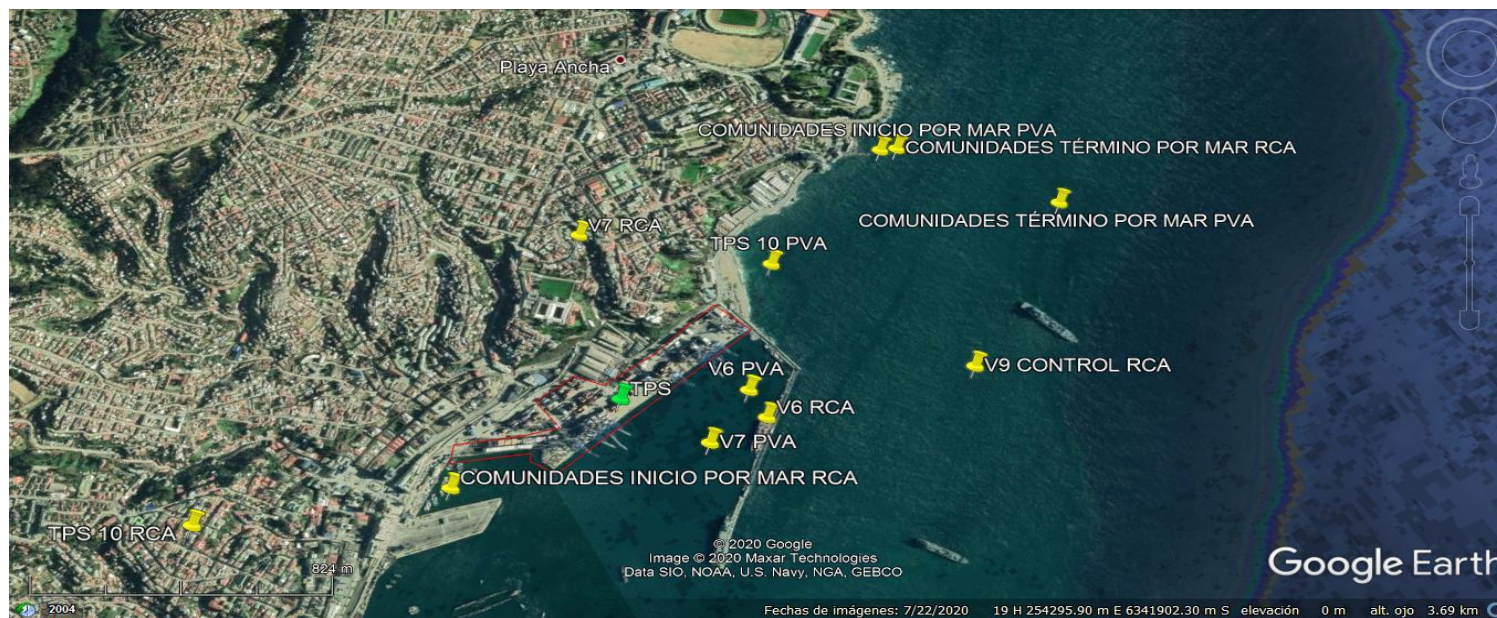 Playa Ancha
COMUNIDADES INICIO POR MAR PVA
COMUNIDADES TÉRMINO POR MAR RCA
COMUNIDADES TÉRMINO POR MAR PVA
V7 RCA
TPS 10 PVA
V9 CONTROL RCA
V6 PVA
TPS
V6 RCA
V7 PVA
COMUNIDADES INICIO POR MAR RCA
TPS 10 RCA
© 2020 Google
Image © 2020 Maxar Technologies
Data SIO, NOAA, U.S. Navy, NGA, GEBCO
Google Earth
824 m
2004
Fechas de imágenes: 7/22/2020 19 H 254295.90 m E 6341902.30 m S elevación 0 m alt. ojo 3.69 km